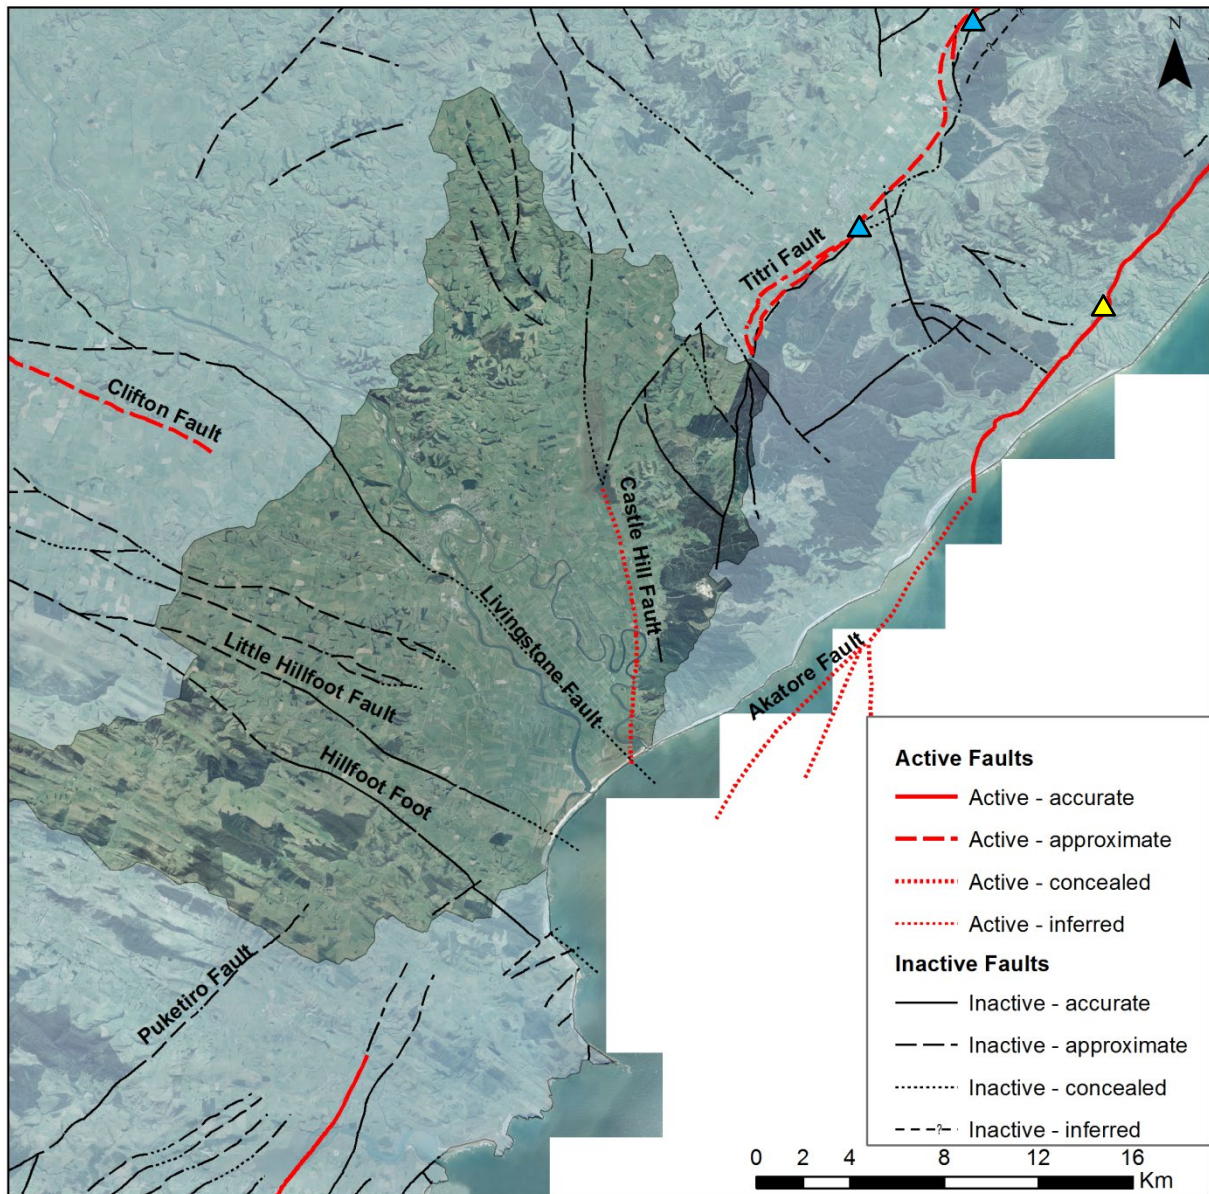 N
Titri Fault
Clifton Fault
Castle Hill Fault
Livingstone Fault
Little Hillfoot Fault
Akatore Fault
Hillfoot Foot
Puketiro Fault
Active Faults
Active - accurate
Active - approximate
Active - concealed
Active - inferred
Inactive Faults
Inactive - accurate
Inactive - approximate
Inactive - concealed
?
Inactive - inferred
0 2 4 8 12 16
Km